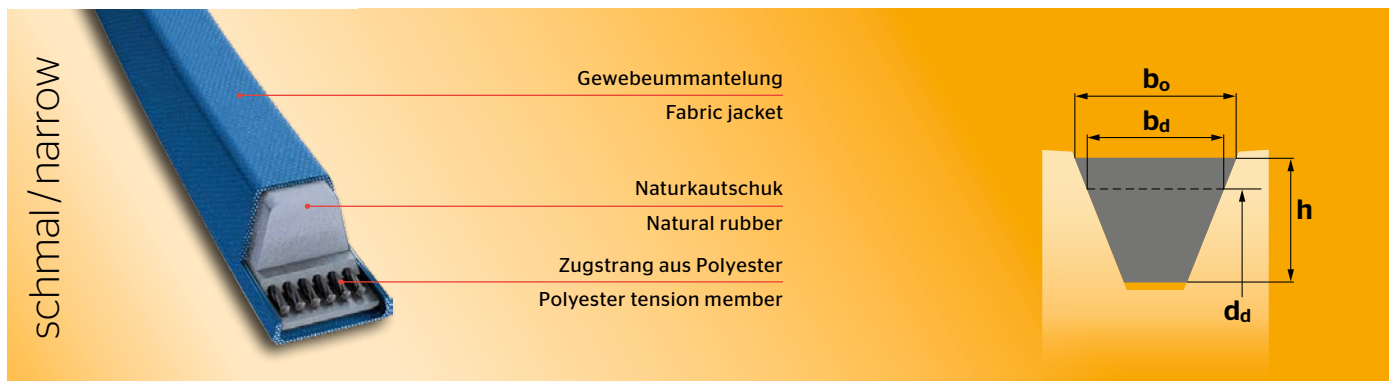 schmal / narrow
Gewebeummantelung
Fabric jacket
Naturkautschuk
Natural rubber
Zugstrang aus Polyester
Polyester tension member
bo
bd
h
dd